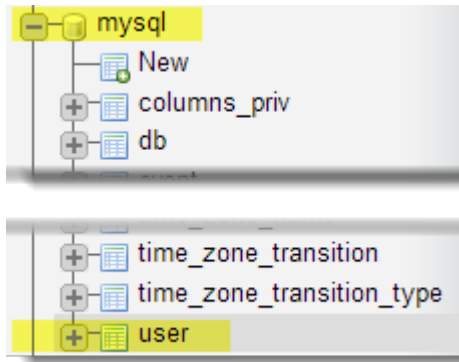 mysql
New
columns_priv
db
time_zone_transition
time_zone_transition_type
user